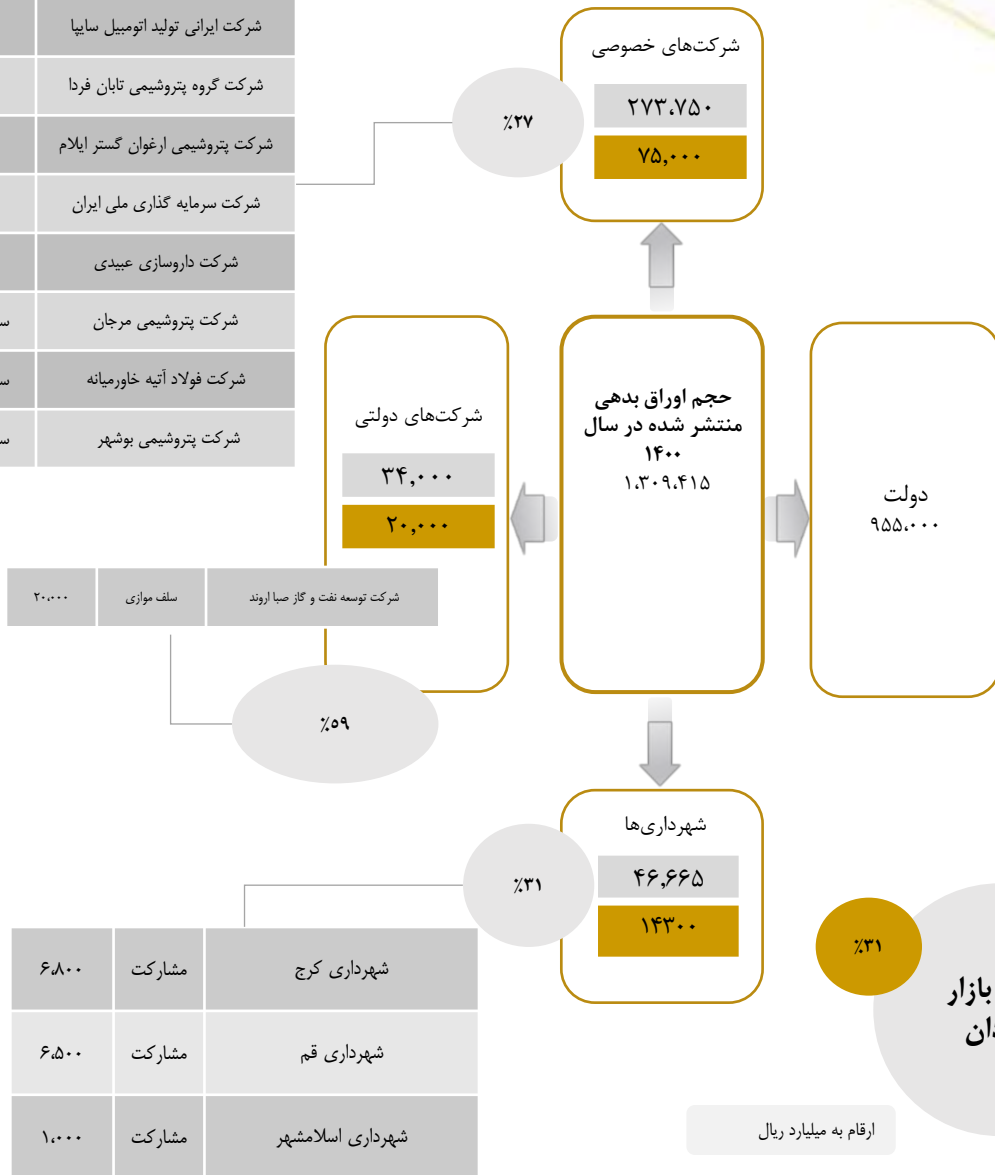 شرکت ایرانی تولید اتومبیل سایپا
شرکت گروه پتروشیمی تابان فردا
شرکت پتروشیمی ارغوان گستر ایلام
شرکت سرمایه گذاری ملی ایران
شرکت داروسازی عبیدی
شرکت پتروشیمی مرجان
شرکت فولاد آتیه خاورمیانه
شرکت پتروشیمی بوشهر
شرکت‌های خصوصی
۲۷۳،۷۵۰
۷۵,۰۰۰
٪۲۷
حجم اوراق بدهی
منتشر شده در سال
۱۴۰۰
۱،۳۰۹،۴۱۵
دولت
۹۵۵،۰۰۰
شرکت‌های دولتی
۳۴,۰۰۰
۲۰,۰۰۰
شرکت توسعه نفت و گاز صبا اروند سلف موازی ۲۰،۰۰۰
٪۵۹
شهرداری‌ها
۴۶,۶۶۵
۱۴۳۰۰
٪۳۱
شهرداری کرج مشارکت ۶،۸۰۰
شهرداری قم مشارکت ۶،۵۰۰
شهرداری اسلامشهر مشارکت ۱،۰۰۰
٪۳۱
بازار
ارقام به میلیارد ریال